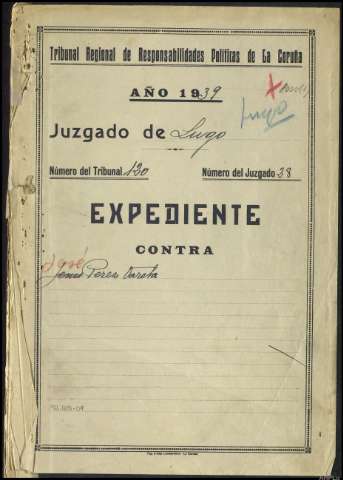 Tribunal Regional de Responsabilidades Políticas de La Coruña
AÑO 1939
Lugo
Juzgado de Lugo
Número del Tribunal 130 Número del Juzgado 38
EXPEDIENTE
CONTRA
José
Perez